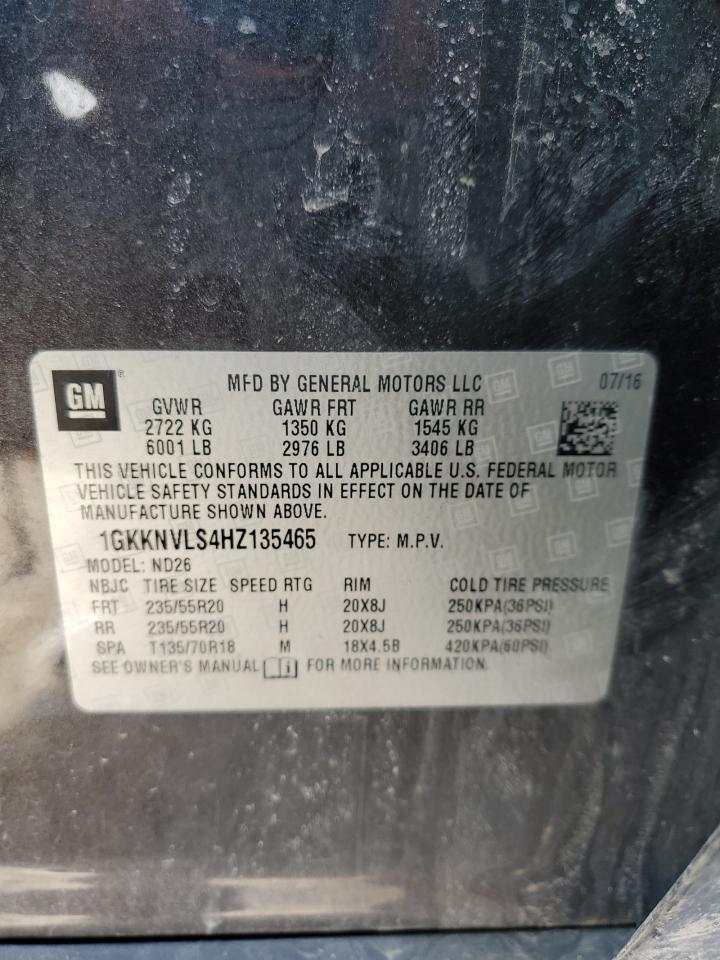 GM
MFD BY GENERAL MOTORS LLC 07/16
GVWR GAWR FRT GAWR RR
2722 KG 1350 KG 1545 KG
6001 LB 2976 LB 3406 LB
THIS VEHICLE CONFORMS TO ALL APPLICABLE U.S. FEDERAL MOTOR
VEHICLE SAFETY STANDARDS IN EFFECT ON THE DATE OF
MANUFACTURE SHOWN ABOVE.
1GKKNVLS4HZ135465 TYPE: M.P.V.
MODEL: ND26
NBJC TIRE SIZE SPEED RTG RIM COLD TIRE PRESSURE
FRT 235/55R20 H 20X8J 250KPA(36PSI)
RR 235/55R20 H 20X8J 250KPA(36PSI)
SPA T135/70R18 M 18X4.5B 420KPA(60PSI)
SEE OWNER'S MANUAL i FOR MORE INFORMATION.